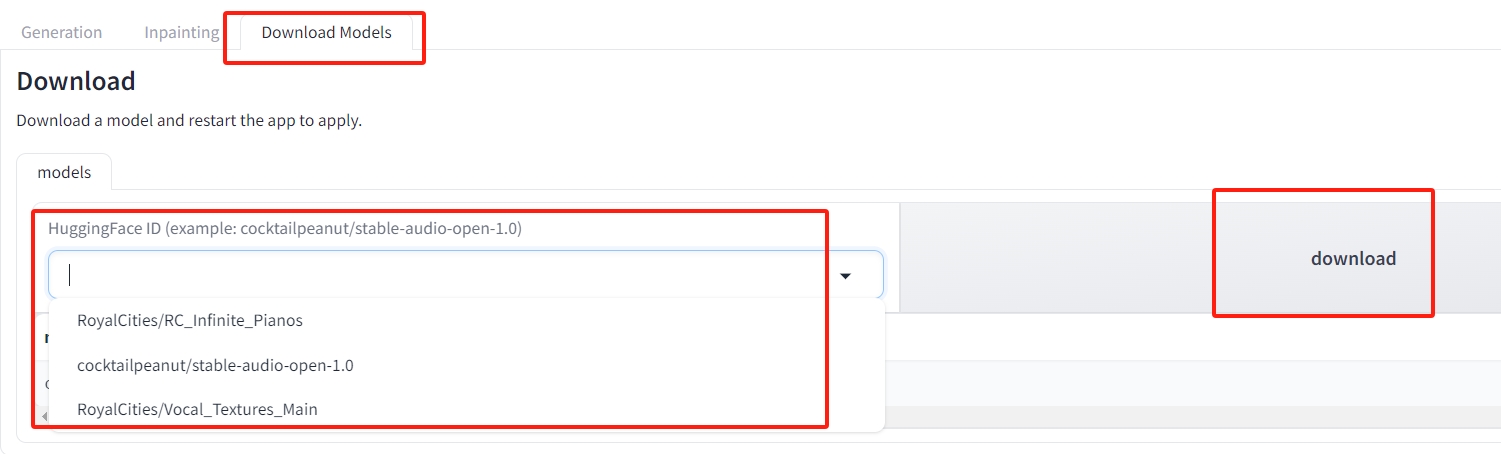 Generation Inpainting Download Models
Download
Download a model and restart the app to apply.
models
HuggingFace ID (example: cocktailpeanut/stable-audio-open-1.0)
download
RoyalCities/RC_Infinite_Pianos
cocktailpeanut/stable-audio-open-1.0
RoyalCities/Vocal_Textures_Main